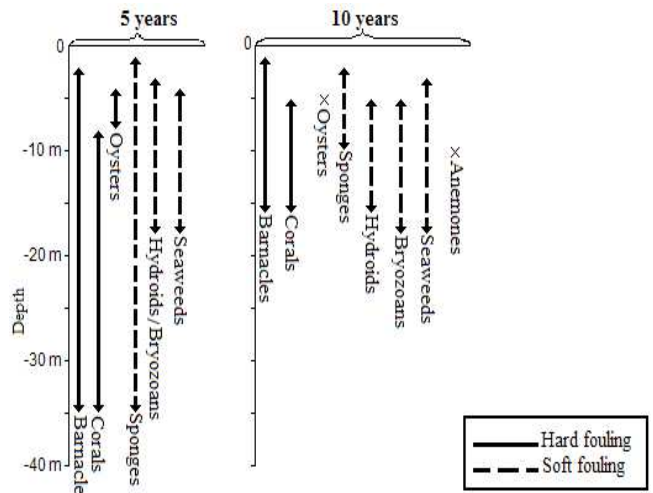 5 years
10 years
0
-10 m
-20 m
-30 m
-40 m
Depth
Barnacle
Corals
Oysters
Sponges
Hydroids/Bryozoans
Seaweeds
0
Barnacles
Corals
×Oysters
Sponges
Hydroids
Bryozoans
Seaweeds
×Anemones
Hard fouling
Soft fouling